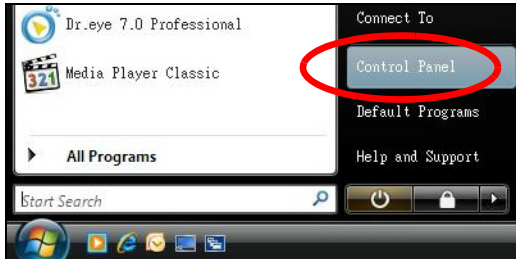 Dr.eye 7.0 Professional
321
Media Player Classic
All Programs
Start Search
Connect To
Control Panel
Default Programs
Help and Support